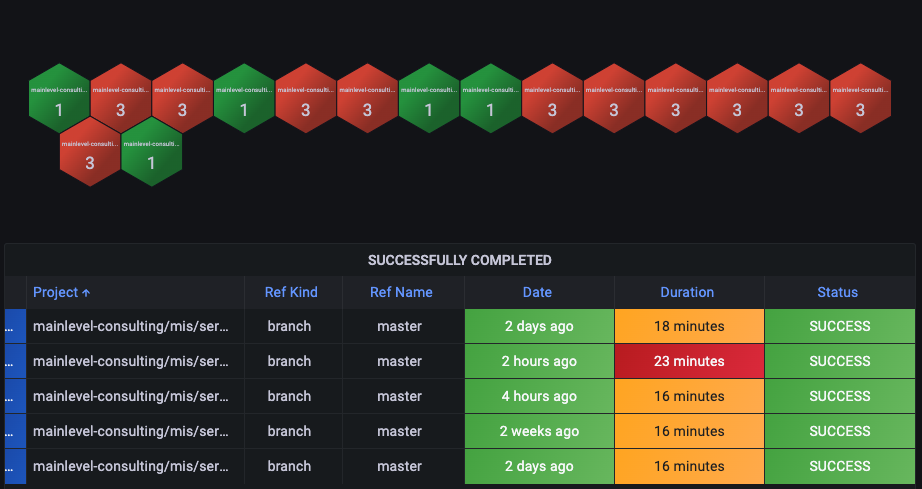 mainlevel-consulti... mainlevel-consulti... mainlevel-consulti... mainlevel-consulti... mainlevel-consulti... mainlevel-consulti... mainlevel-consulti... mainlevel-consulti... mainlevel-consulti... mainlevel-consulti... mainlevel-consulti... mainlevel-consulti... mainlevel-consulti... mainlevel-consulti...
1 3 3 1 3 3 1 1 3 3 3 3 3 3
mainlevel-consulti... mainlevel-consulti...
3 1
SUCCESSFULLY COMPLETED
Project ↑ Ref Kind Ref Name Date Duration Status
... mainlevel-consulting/mis/ser... branch master 2 days ago 18 minutes SUCCESS
... mainlevel-consulting/mis/ser... branch master 2 hours ago 23 minutes SUCCESS
... mainlevel-consulting/mis/ser... branch master 4 hours ago 16 minutes SUCCESS
... mainlevel-consulting/mis/ser... branch master 2 weeks ago 16 minutes SUCCESS
... mainlevel-consulting/mis/ser... branch master 2 days ago 16 minutes SUCCESS